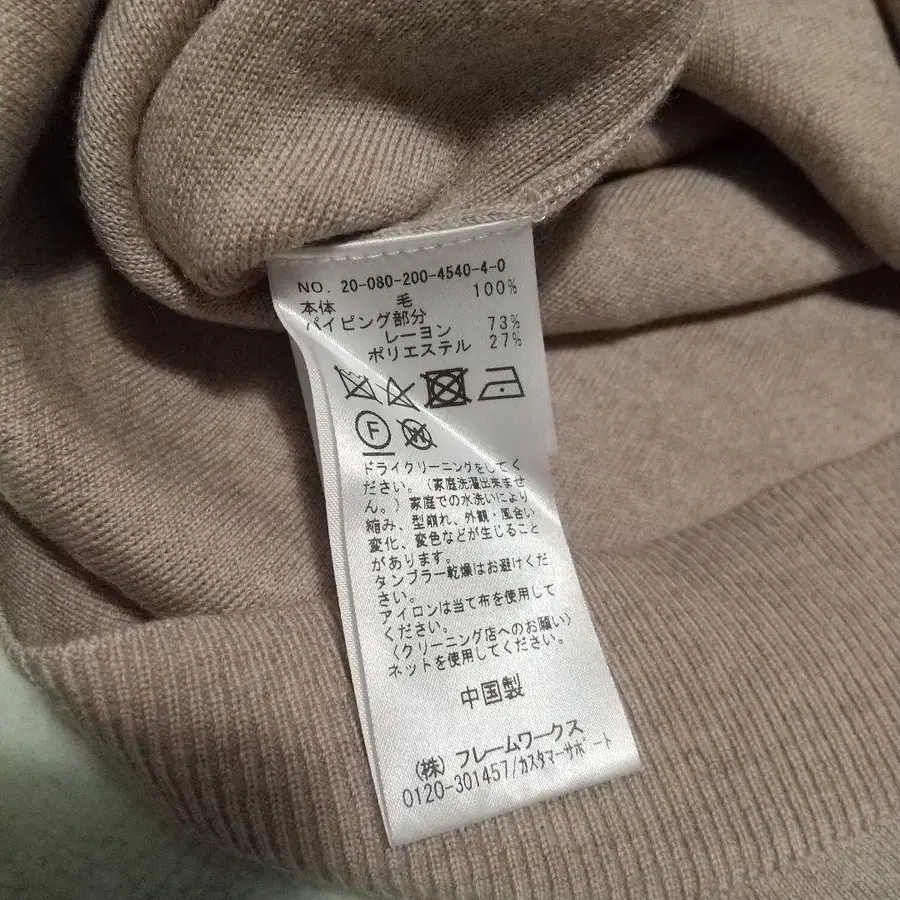 NO. 20-080-200-4540-4-0
本体 毛 100%
パイピング部分
レーヨン 73%
ポリエステル 27%
F W
ドライクリーニングをしてく
ださい。(家庭洗濯出来ませ
ん。)家庭での水洗いにより
縮み、型崩れ、外観・風合い
変化、変色などが生じること
があります。
タンブラー乾燥はお避けくだ
さい。
アイロンは当て布を使用して
ください。
〈クリーニング店へのお願い〉
ネットを使用してください。
中国製
(株) フレームワークス
0120-301457/カスタマーサポート